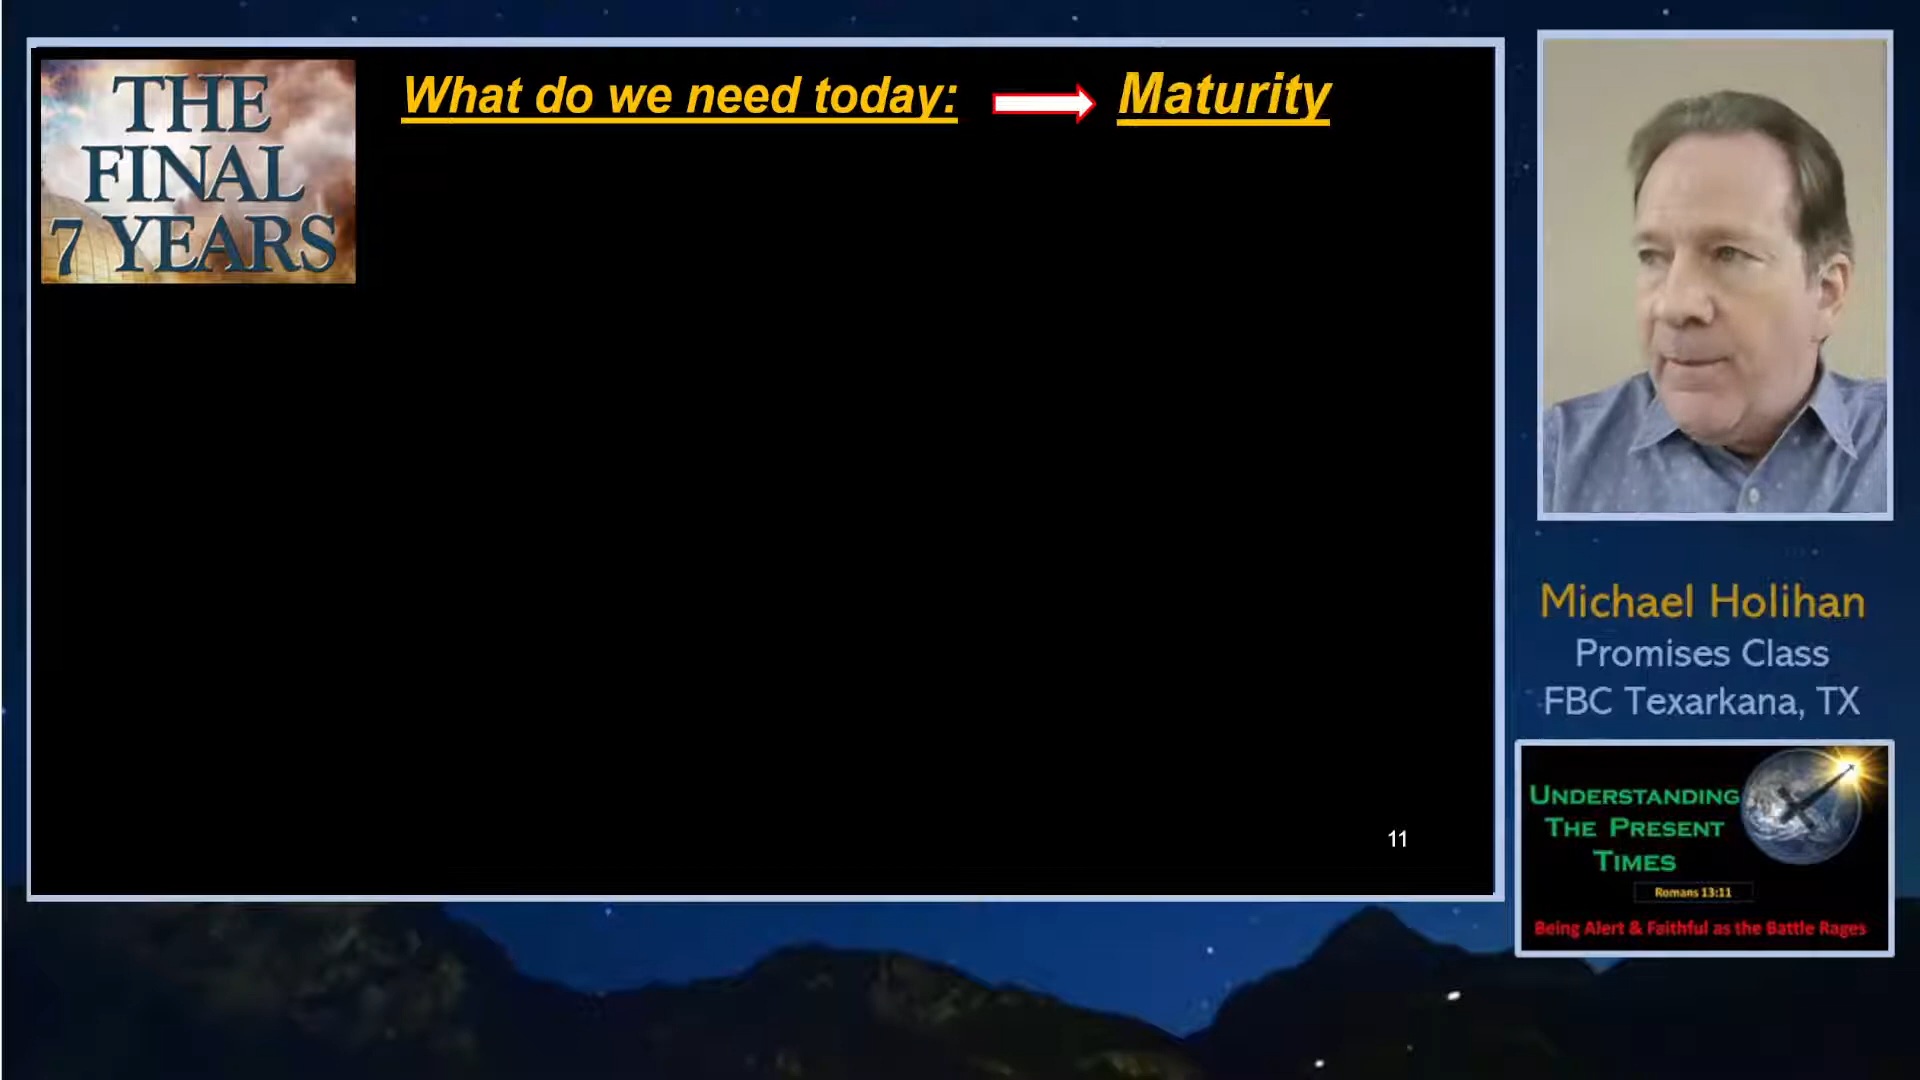 THE
FINAL
7 YEARS
What do we need today:
Maturity
11
Michael Holihan
Promises Class
FBC Texarkana, TX
UNDERSTANDING
THE PRESENT
TIMES
Romans 13:11
Being Alert & Faithful as the Battle Rages